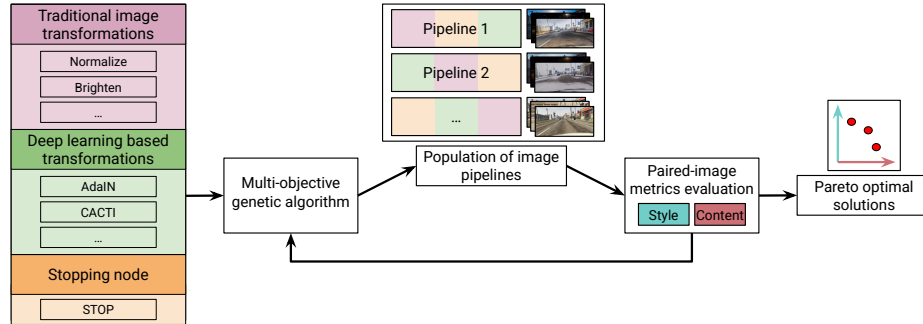 Traditional image
transformations
Normalize
Brighten
...
Deep learning based
transformations
AdaIN
CACTI
...
Stopping node
STOP
Multi-objective
genetic algorithm
Pipeline 1
Pipeline 2
...
Population of image
pipelines
Paired-image
metrics evaluation
Style
Content
Pareto optimal
solutions